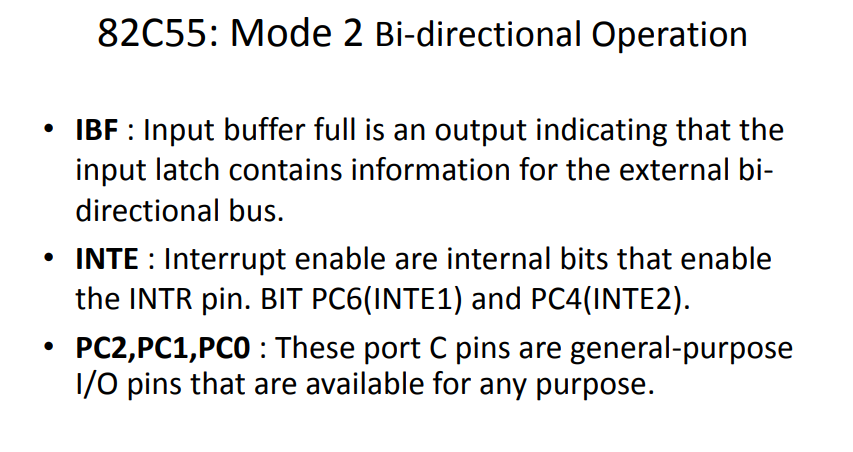 82C55: Mode 2 Bi-directional Operation
• IBF : Input buffer full is an output indicating that the
input latch contains information for the external bi-
directional bus.
• INTE : Interrupt enable are internal bits that enable
the INTR pin. BIT PC6(INTE1) and PC4(INTE2).
• PC2,PC1,PC0 : These port C pins are general-purpose
I/O pins that are available for any purpose.